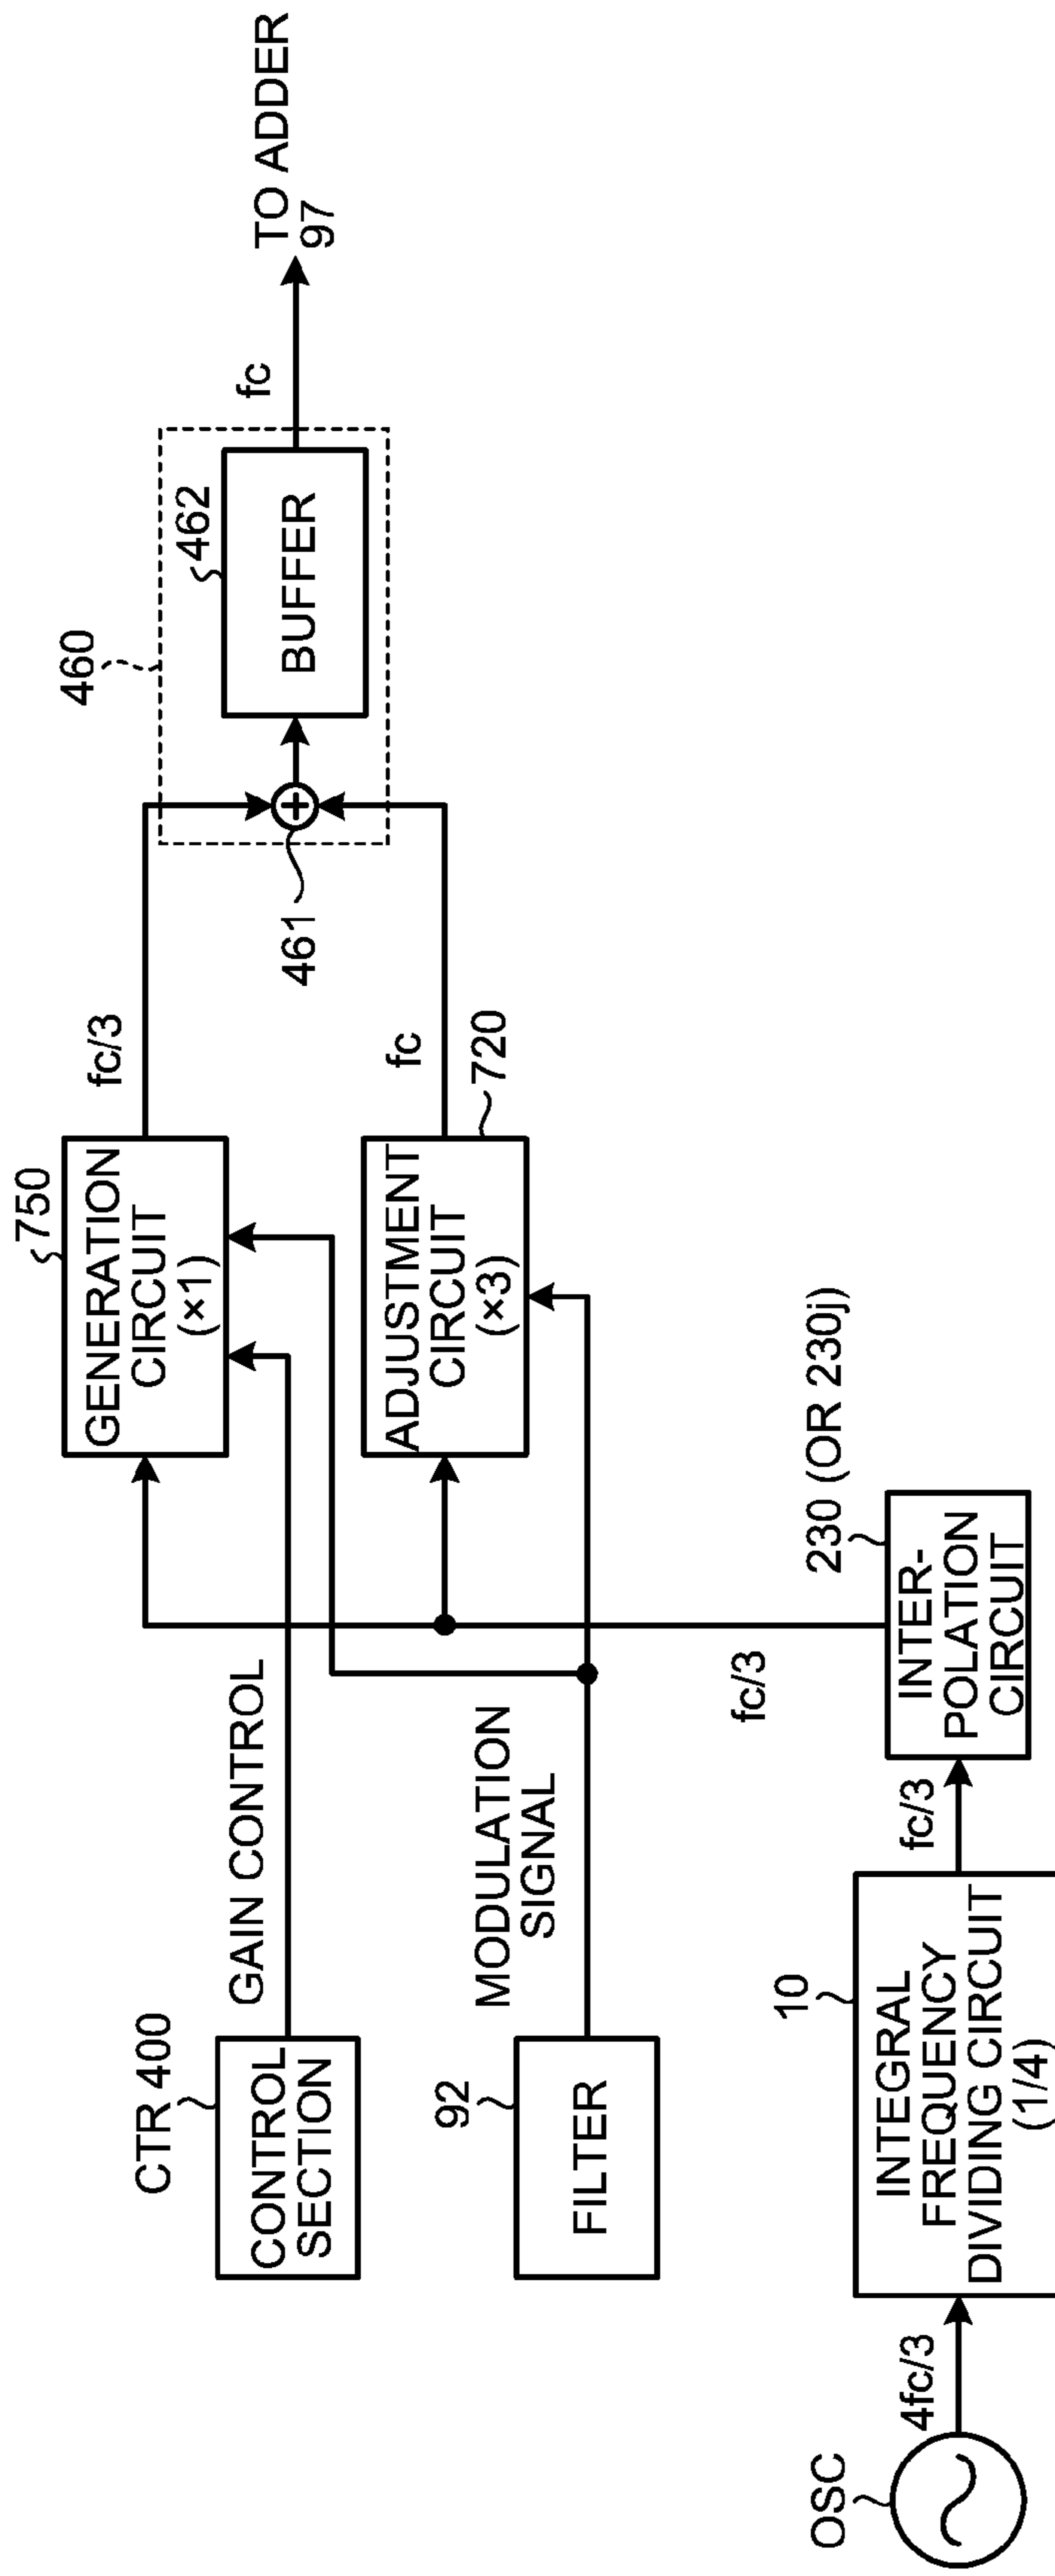 OSC
4fc/3
10
INTEGRAL
FREQUENCY
DIVIDING CIRCUIT
(1/4)
fc/3
230 (OR 230j)
INTER-
POLATION
CIRCUIT
fc/3
CTR 400
CONTROL
SECTION
GAIN CONTROL
92
FILTER
MODULATION
SIGNAL
750
GENERATION
CIRCUIT
(×1)
fc/3
ADJUSTMENT
CIRCUIT
(×3)
720
fc
460
461
462
BUFFER
fc
TO ADDER
97